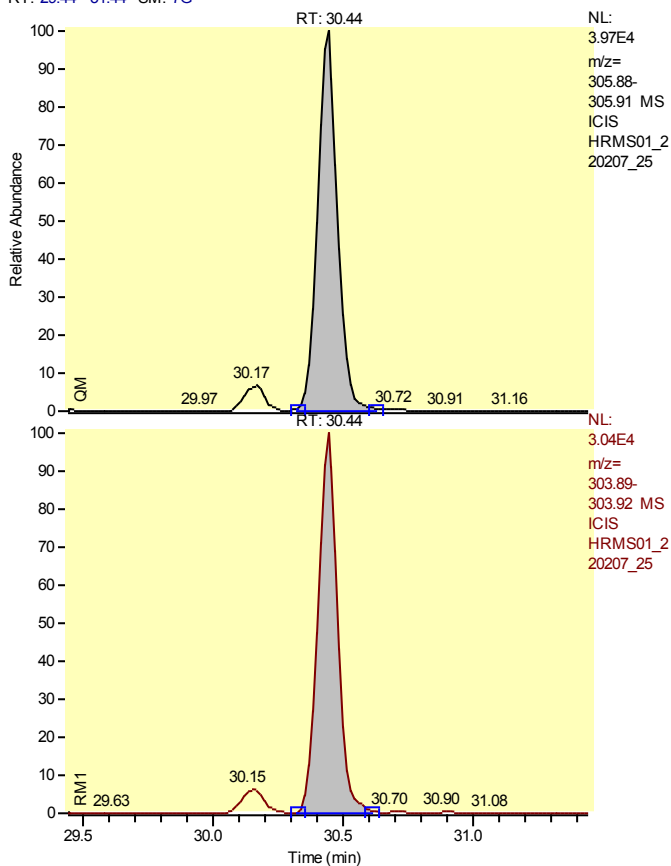 RT: 30.44
NL:
3.97E4
m/z=
305.88-
305.91 MS
ICIS
HRMS01_2
20207_25
100
90
80
70
60
50
40
30
20
10
0
Relative Abundance
QM
29.97
30.17
30.72
30.91
31.16
RT: 30.44
NL:
3.04E4
m/z=
303.89-
303.92 MS
ICIS
HRMS01_2
20207_25
100
90
80
70
60
50
40
30
20
10
0
RM1
29.63
30.15
30.70
30.90
31.08
29.5
30.0
30.5
31.0
Time (min)